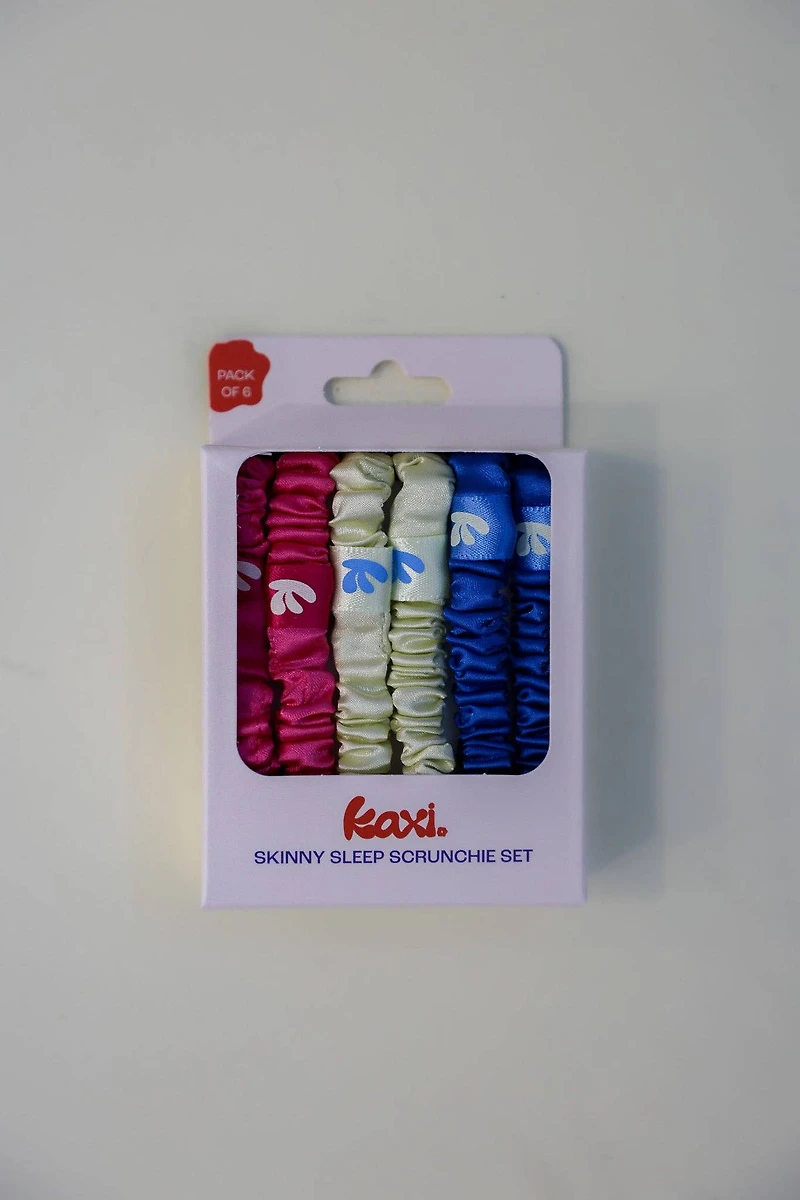 PACK
OF 6
kaxi.
SKINNY SLEEP SCRUNCHIE SET